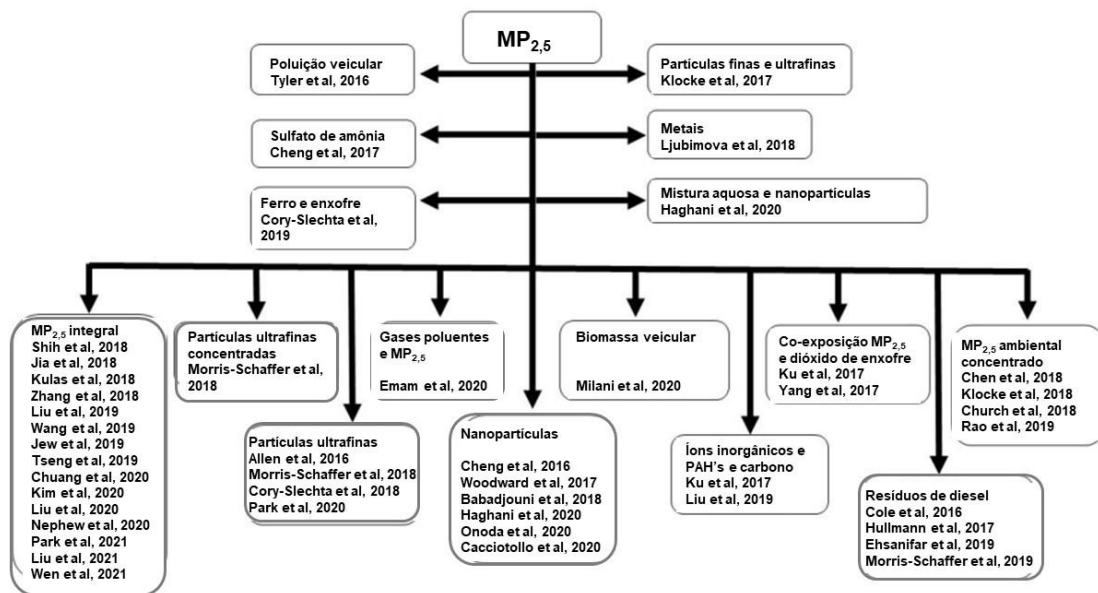 MP2,5
Poluição veicular
Tyler et al, 2016
Partículas finas e ultrafinas
Klocke et al, 2017
Sulfato de amônia
Cheng et al, 2017
Metais
Ljubimova et al, 2018
Ferro e enxofre
Cory-Slechta et al,
2019
Mistura aquosa e nanopartículas
Haghani et al, 2020
MP2,5 integral
Shih et al, 2018
Jia et al, 2018
Kulas et al, 2018
Zhang et al, 2018
Liu et al, 2019
Wang et al, 2019
Jew et al, 2019
Tseng et al, 2019
Chuang et al, 2020
Kim et al, 2020
Liu et al, 2020
Nephew et al, 2020
Park et al, 2021
Liu et al, 2021
Wen et al, 2021
Partículas ultrafinas
concentradas
Morris-Schaffer et al,
2018
Partículas ultrafinas
Allen et al, 2016
Morris-Schaffer et al, 2018
Cory-Slechta et al, 2018
Park et al, 2020
Gases poluentes
e MP2,5
Emam et al, 2020
Nanopartículas
Cheng et al, 2016
Woodward et al, 2017
Babadjouni et al, 2018
Haghani et al, 2020
Onoda et al, 2020
Cacciotollo et al, 2020
Biomassa veicular
Milani et al, 2020
Íons inorgânicos e
PAH's e carbono
Ku et al, 2017
Liu et al, 2019
Co-exposição MP2,5
e dióxido de enxofre
Ku et al, 2017
Yang et al, 2017
Resíduos de diesel
Cole et al, 2016
Hullmann et al, 2017
Ehsanifar et al, 2019
Morris-Schaffer et al, 2019
MP2,5 ambiental
concentrado
Chen et al, 2018
Klocke et al, 2018
Church et al, 2018
Rao et al, 2019